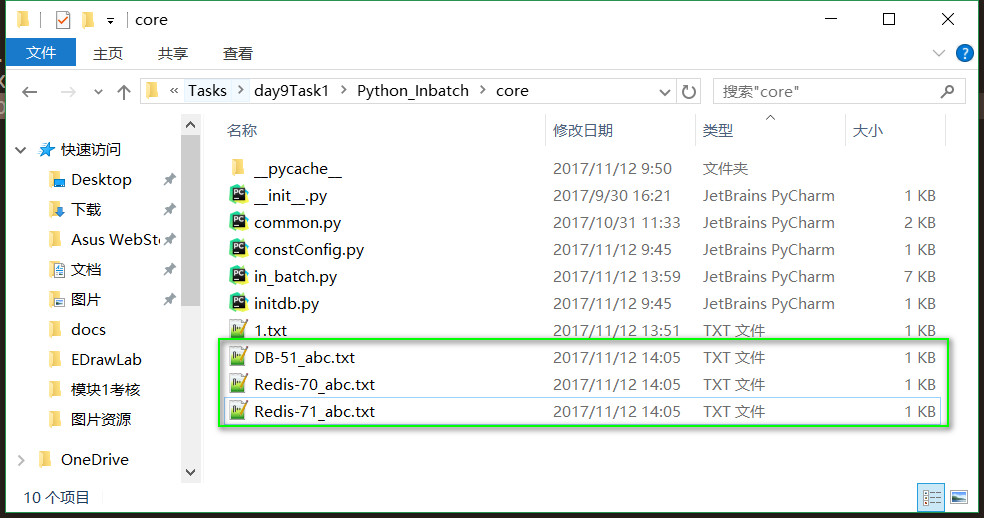 core
文件 主页 共享 查看
« Tasks > day9Task1 > Python_Inbatch > core 搜索"core"
名称 修改日期 类型 大小
快速访问
Desktop
下载
Asus WebSto
文档
图片
docs
EDrawLab
模块1考核
图片资源
OneDrive
__pycache__ 2017/11/12 9:50 文件夹
__init__.py 2017/9/30 16:21 JetBrains PyCharm 1 KB
common.py 2017/10/31 11:33 JetBrains PyCharm 2 KB
constConfig.py 2017/11/12 9:45 JetBrains PyCharm 1 KB
in_batch.py 2017/11/12 13:59 JetBrains PyCharm 7 KB
initdb.py 2017/11/12 9:45 JetBrains PyCharm 1 KB
1.txt 2017/11/12 13:51 TXT 文件 1 KB
DB-51_abc.txt 2017/11/12 14:05 TXT 文件 1 KB
Redis-70_abc.txt 2017/11/12 14:05 TXT 文件 1 KB
Redis-71_abc.txt 2017/11/12 14:05 TXT 文件 1 KB
10 个项目